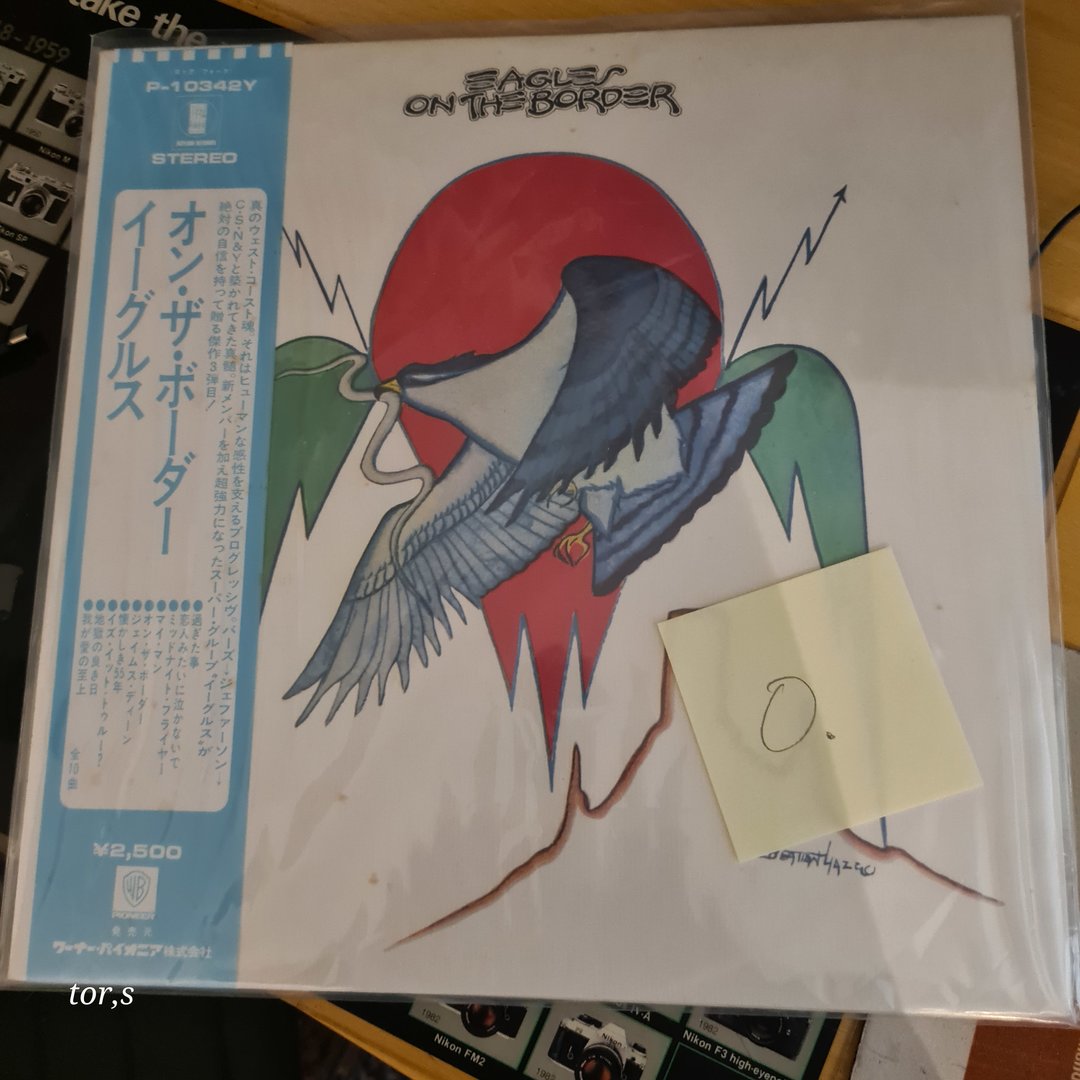 take the
8-1959
Nikon M
Nikon SP
P-10342Y
STEREO
オン・ザ・ボーダー
イーグルス
真のウェスト・コースト魂。それはヒューマンな感性を支えるプログレッシヴ。バーズ→ジェファーソン→
C・S・N&Yと築かれてきた真髄。新メンバーを加え超強力になったスーパー・グループ“イーグルス”が
絶対の自信を持って贈る傑作3弾目!
●過ぎた事
●恋人みたいに泣かないで
●ミッドナイト・フライヤー
●マイ・マン
●オン・ザ・ボーダー
●ジェイムス・ディーン
●懐かしき55年
●イズ・イット・トゥルー?
●地獄の良き日
●我が愛の至上
全10曲
¥2,500
WB
PIONEER
発売元
ワーナー・パイオニア株式会社
EAGLES
ON THE BORDER
O.
tor,s
1982
Nikon FM2
1982
Nikon F3 high-eyepo